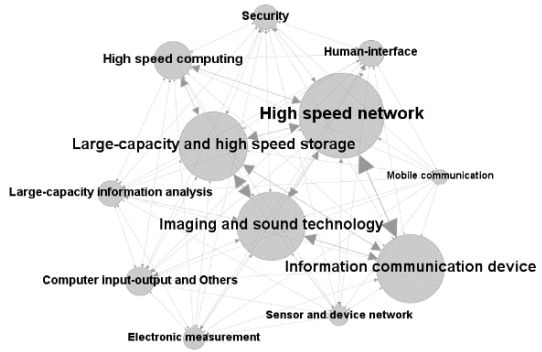 Security
Human-interface
High speed computing
High speed network
Large-capacity and high speed storage
Mobile communication
Large-capacity information analysis
Imaging and sound technology
Information communication device
Computer input-output and Others
Sensor and device network
Electronic measurement